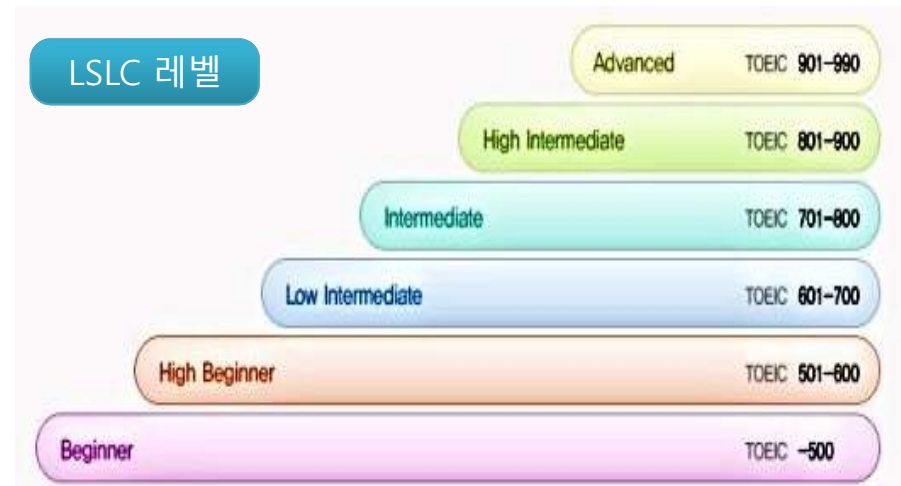 LSLC 레벨
Advanced TOEIC 901-990
High Intermediate TOEIC 801-900
Intermediate TOEIC 701-800
Low Intermediate TOEIC 601-700
High Beginner TOEIC 501-600
Beginner TOEIC -500